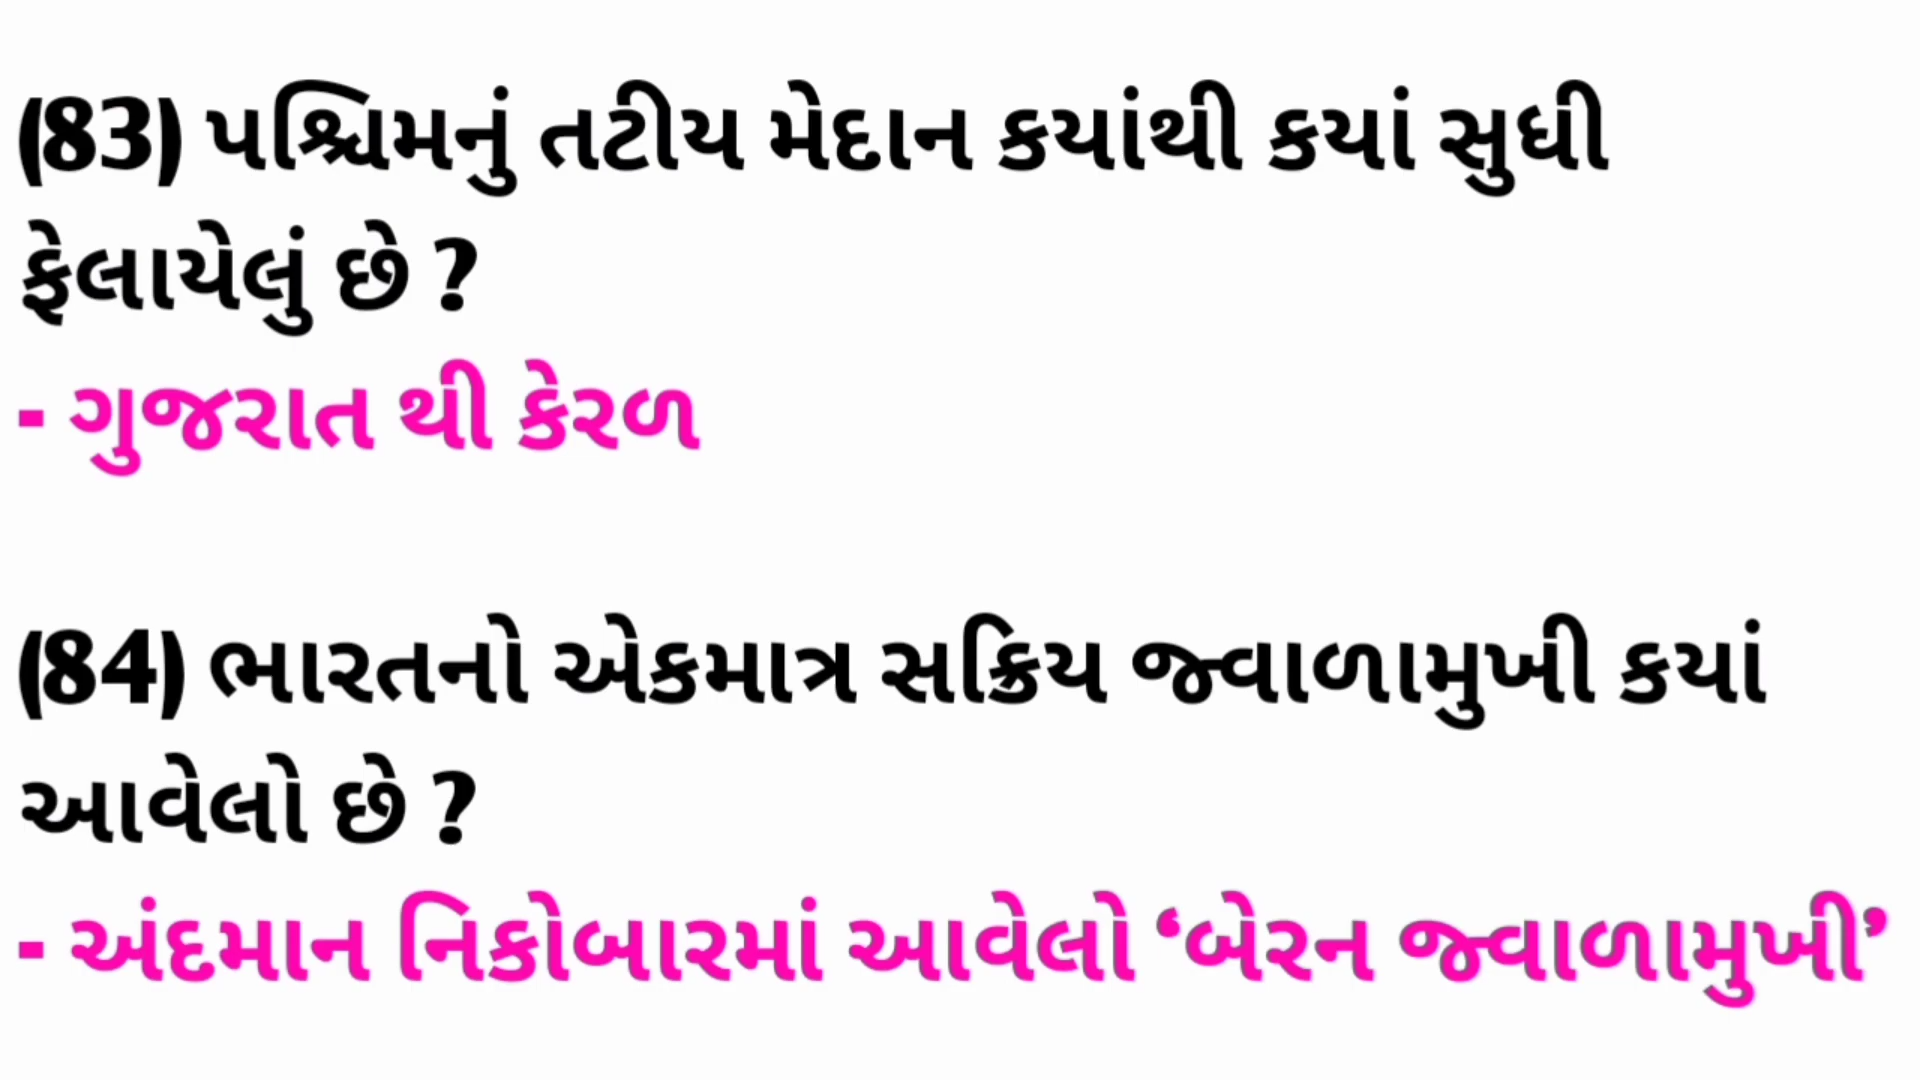 (83) પશ્ચિમનું તટીય મેદાન કયાંથી કયાં સુધી
ફેલાયેલું છે ?
- ગુજરાત થી કેરળ
(84) ભારતનો એકમાત્ર સક્રિય જ્વાળામુખી કયાં
આવેલો છે ?
- અંદમાન નિકોબારમાં આવેલો ‘બેરન જ્વાળામુખી’